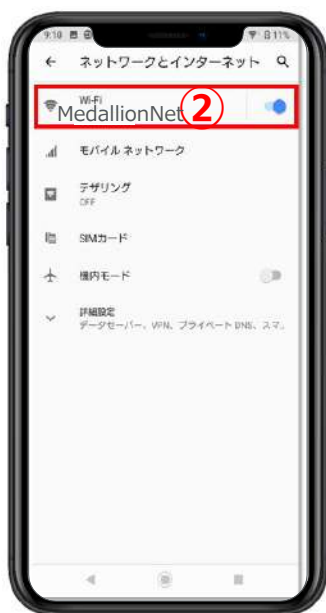 9:10 11%
ネットワークとインターネット
Wi-Fi
MedallionNet ②
モバイル ネットワーク
テザリング
OFF
SIMカード
機内モード
詳細設定
データセーバー、VPN、プライベート DNS、スマ..